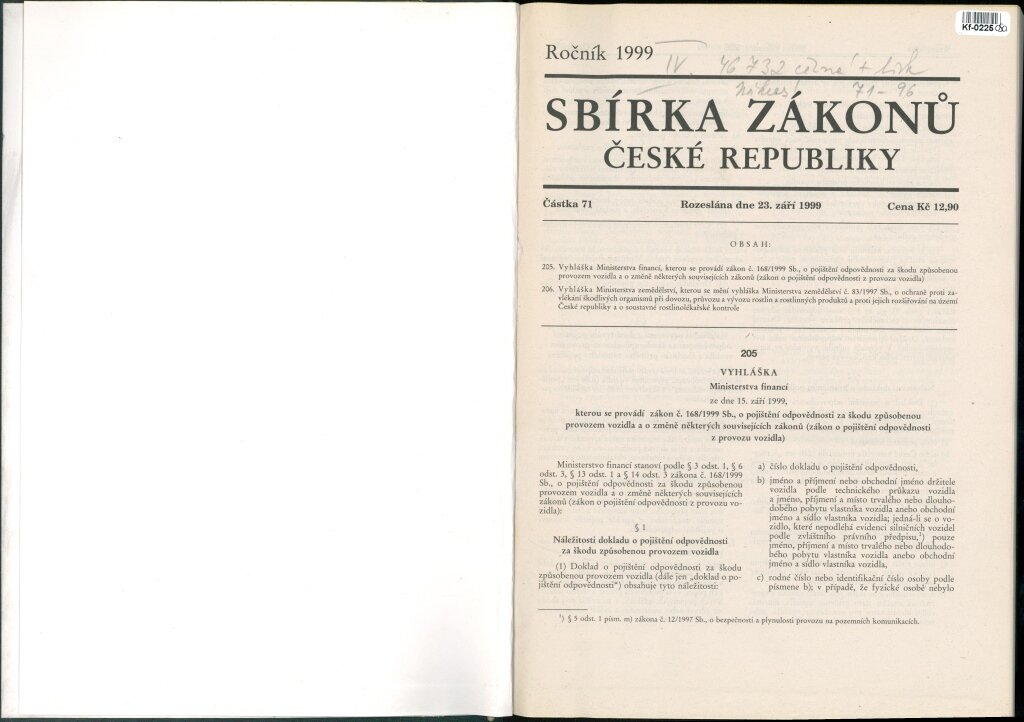 Kf-0225
Ročník 1999
IV. 46 732
71-96
SBÍRKA ZÁKONŮ
ČESKÉ REPUBLIKY
Částka 71 Rozeslána dne 23. září 1999 Cena Kč 12,90
OBSAH:
205. Vyhláška Ministerstva financí, kterou se provádí zákon č. 168/1999 Sb., o pojištění odpovědnosti za škodu způsobenou
provozem vozidla a o změně některých souvisejících zákonů (zákon o pojištění odpovědnosti z provozu vozidla)
206. Vyhláška Ministerstva zemědělství, kterou se mění vyhláška Ministerstva zemědělství č. 83/1997 Sb., o ochraně proti za-
vlékání škodlivých organismů při dovozu, průvozu a vývozu rostlin a rostlinných produktů a proti jejich rozšiřování na území
České republiky a o soustavné rostlinolékařské kontrole
205
VYHLÁŠKA
Ministerstva financí
ze dne 15. září 1999,
kterou se provádí zákon č. 168/1999 Sb., o pojištění odpovědnosti za škodu způsobenou
provozem vozidla a o změně některých souvisejících zákonů (zákon o pojištění odpovědnosti
z provozu vozidla)
Ministerstvo financí stanoví podle § 3 odst. 1, § 6
odst. 3, § 13 odst. 1 a § 14 odst. 3 zákona č. 168/1999
Sb., o pojištění odpovědnosti za škodu způsobenou
provozem vozidla a o změně některých souvisejících
zákonů (zákon o pojištění odpovědnosti z provozu vo-
zidla):
§ 1
Náležitosti dokladu o pojištění odpovědnosti
za škodu způsobenou provozem vozidla
(1) Doklad o pojištění odpovědnosti za škodu
způsobenou provozem vozidla (dále jen „doklad o po-
jištění odpovědnosti“) obsahuje tyto náležitosti:
a) číslo dokladu o pojištění odpovědnosti,
b) jméno a příjmení nebo obchodní jméno držitele
vozidla podle technického průkazu vozidla
a jméno, příjmení a místo trvalého nebo dlouho-
dobého pobytu vlastníka vozidla anebo obchodní
jméno a sídlo vlastníka vozidla; jedná-li se o vo-
zidlo, které nepodléhá evidenci silničních vozidel
podle zvláštního právního předpisu,¹) pouze
jméno, příjmení a místo trvalého nebo dlouhodo-
bého pobytu vlastníka vozidla anebo obchodní
jméno a sídlo vlastníka vozidla,
c) rodné číslo nebo identifikační číslo osoby podle
písmene b); v případě, že fyzické osobě nebylo
¹) § 5 odst. 1 písm. m) zákona č. 12/1997 Sb., o bezpečnosti a plynulosti provozu na pozemních komunikacích.